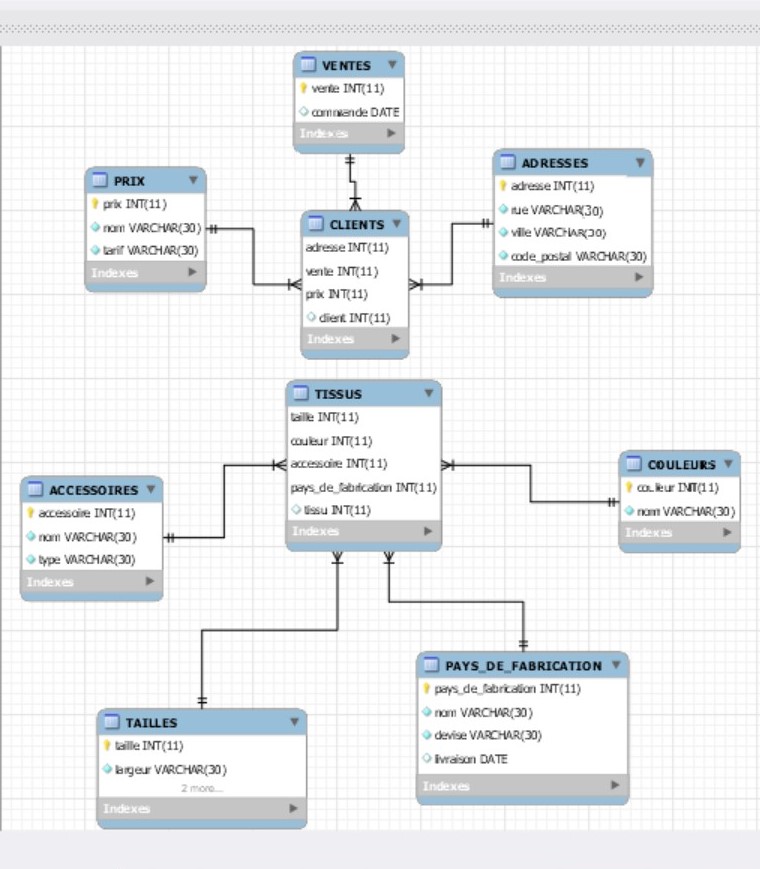 VENTES
vente INT(11)
commande DATE
Indexes
PRIX
prix INT(11)
nom VARCHAR(30)
tarif VARCHAR(30)
Indexes
ADRESSES
adresse INT(11)
rue VARCHAR(30)
ville VARCHAR(30)
code_postal VARCHAR(30)
Indexes
CLIENTS
adresse INT(11)
vente INT(11)
prix INT(11)
client INT(11)
Indexes
TISSUS
taille INT(11)
couleur INT(11)
accessoire INT(11)
pays_de_fabrication INT(11)
tissu INT(11)
Indexes
ACCESSOIRES
accessoire INT(11)
nom VARCHAR(30)
type VARCHAR(30)
Indexes
COULEURS
couleur INT(11)
nom VARCHAR(30)
Indexes
TAILLES
taille INT(11)
largeur VARCHAR(30)
2 more...
Indexes
PAYS_DE_FABRICATION
pays_de_fabrication INT(11)
nom VARCHAR(30)
devise VARCHAR(30)
livraison DATE
Indexes